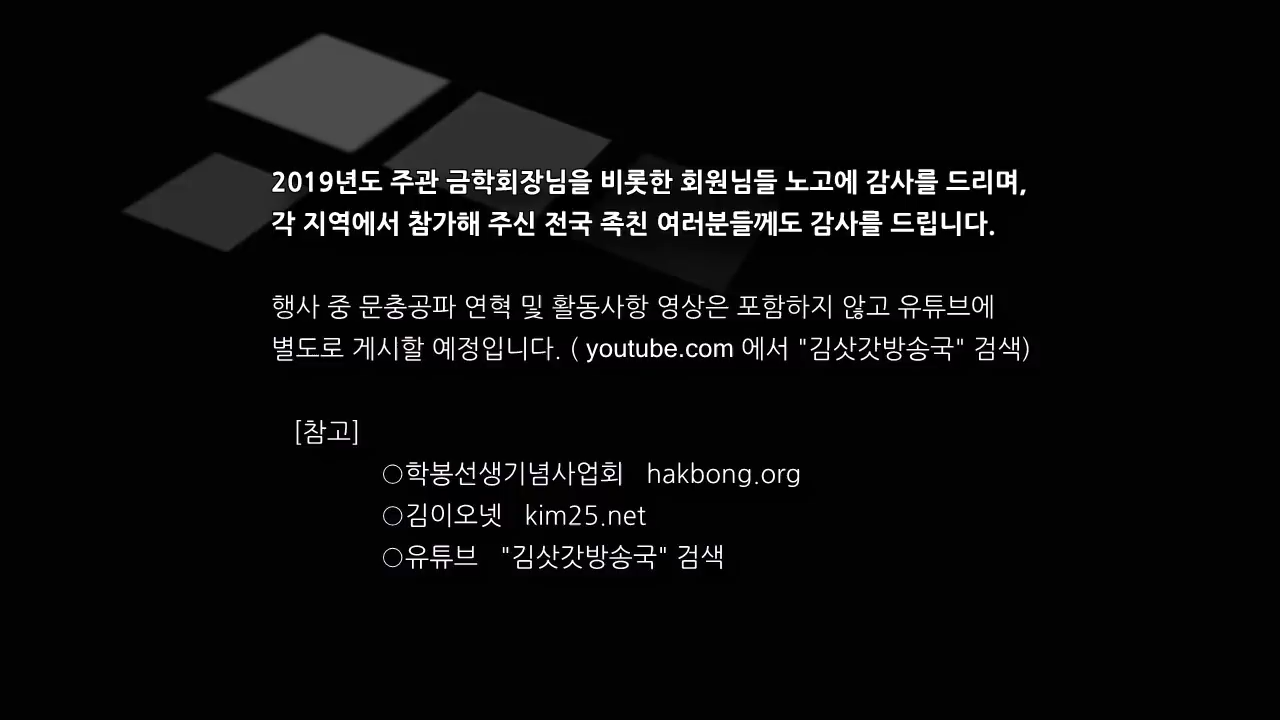 2019년도 주관 금학회장님을 비롯한 회원님들 노고에 감사를 드리며,
각 지역에서 참가해 주신 전국 족친 여러분들께도 감사를 드립니다.
행사 중 문충공파 연혁 및 활동사항 영상은 포함하지 않고 유튜브에
별도로 게시할 예정입니다. ( youtube.com 에서 "김삿갓방송국" 검색)
[참고]
○학봉선생기념사업회 hakbong.org
○김이오넷 kim25.net
○유튜브 "김삿갓방송국" 검색